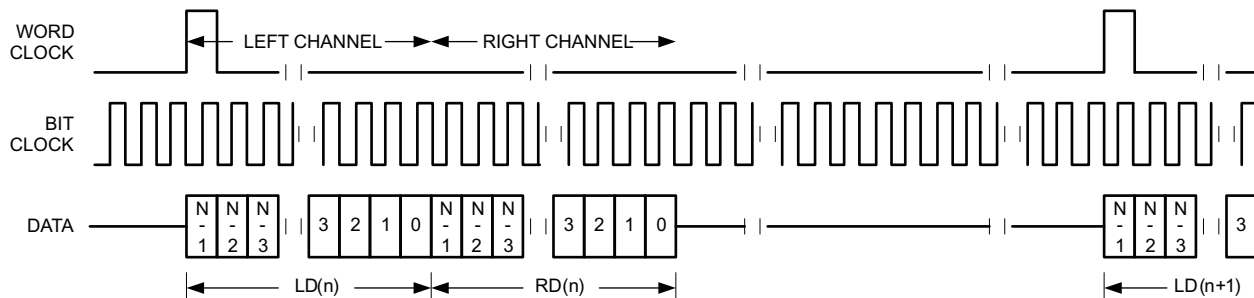 WORD
CLOCK
LEFT CHANNEL
RIGHT CHANNEL
BIT
CLOCK
DATA
N-1 N-2 N-3 3 2 1 0 N-1 N-2 N-3 3 2 1 0 N-1 N-2 N-3 3
LD(n)
RD(n)
LD(n+1)